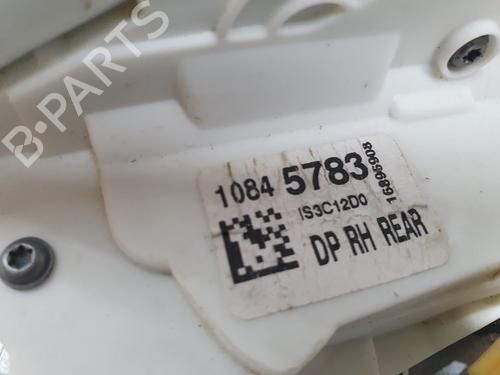 B-PARTS
1084 5783
IS3C12D0
16895908
DP RH REAR